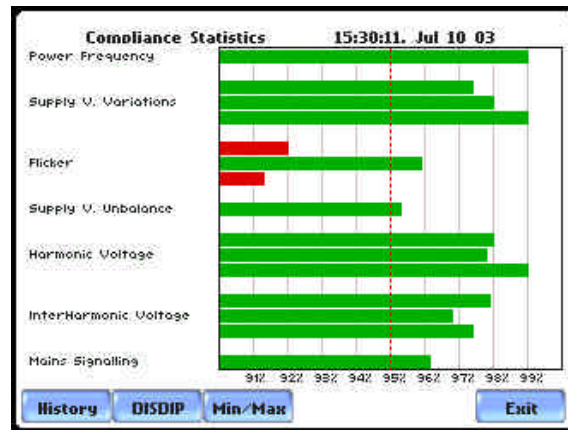 Compliance Statistics 15:30:11, Jul 10 03
Power Frequency
Supply V. Variations
Flicker
Supply V. Unbalance
Harmonic Voltage
InterHarmonic Voltage
Mains Signalling
91% 92% 93% 94% 95% 96% 97% 98% 99%
History DISDIP Min/Max Exit